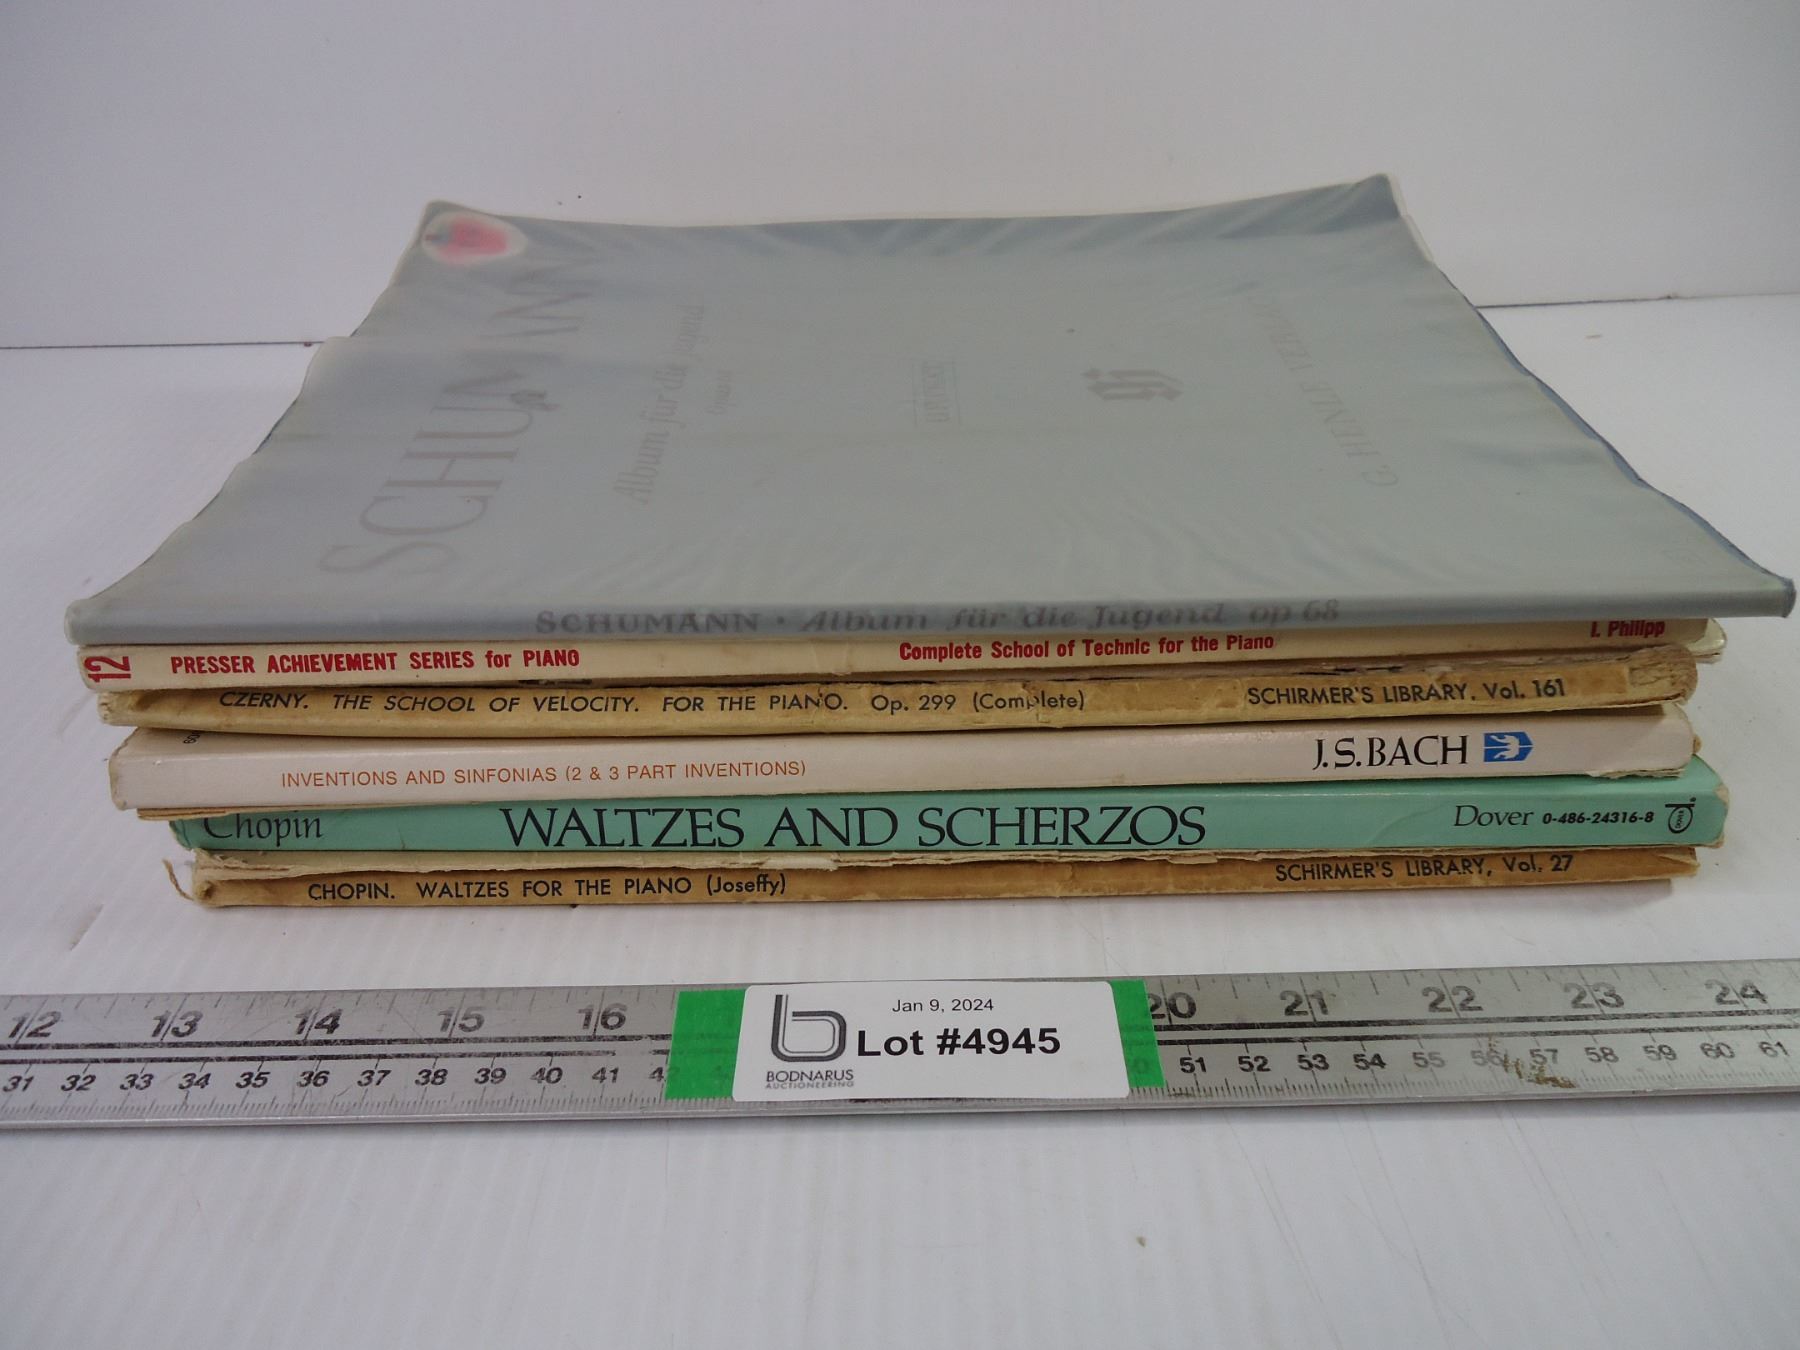 SCHUMANN
Album für die Jugend
Opus 68
URTEXT
G. HENLE VERLAG
SCHUMANN · Album für die Jugend op 68
12 PRESSER ACHIEVEMENT SERIES for PIANO Complete School of Technic for the Piano I. Philipp
CZERNY. THE SCHOOL OF VELOCITY. FOR THE PIANO. Op. 299 (Complete) SCHIRMER'S LIBRARY. Vol. 161
INVENTIONS AND SINFONIAS (2 & 3 PART INVENTIONS) J.S.BACH
Chopin WALTZES AND SCHERZOS Dover 0-486-24316-8
CHOPIN. WALTZES FOR THE PIANO (Joseffy) SCHIRMER'S LIBRARY, Vol. 27
12 13 14 15 16 20 21 22 23 24
31 32 33 34 35 36 37 38 39 40 41 51 52 53 54 55 56 57 58 59 60 61
Jan 9, 2024
Lot #4945
BODNARUS
AUCTIONEERING